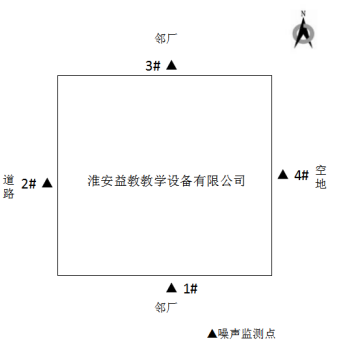 N
邻厂
3# ▲
道路
2# ▲
淮安益教教学设备有限公司
▲ 4#
空地
▲ 1#
邻厂
▲噪声监测点